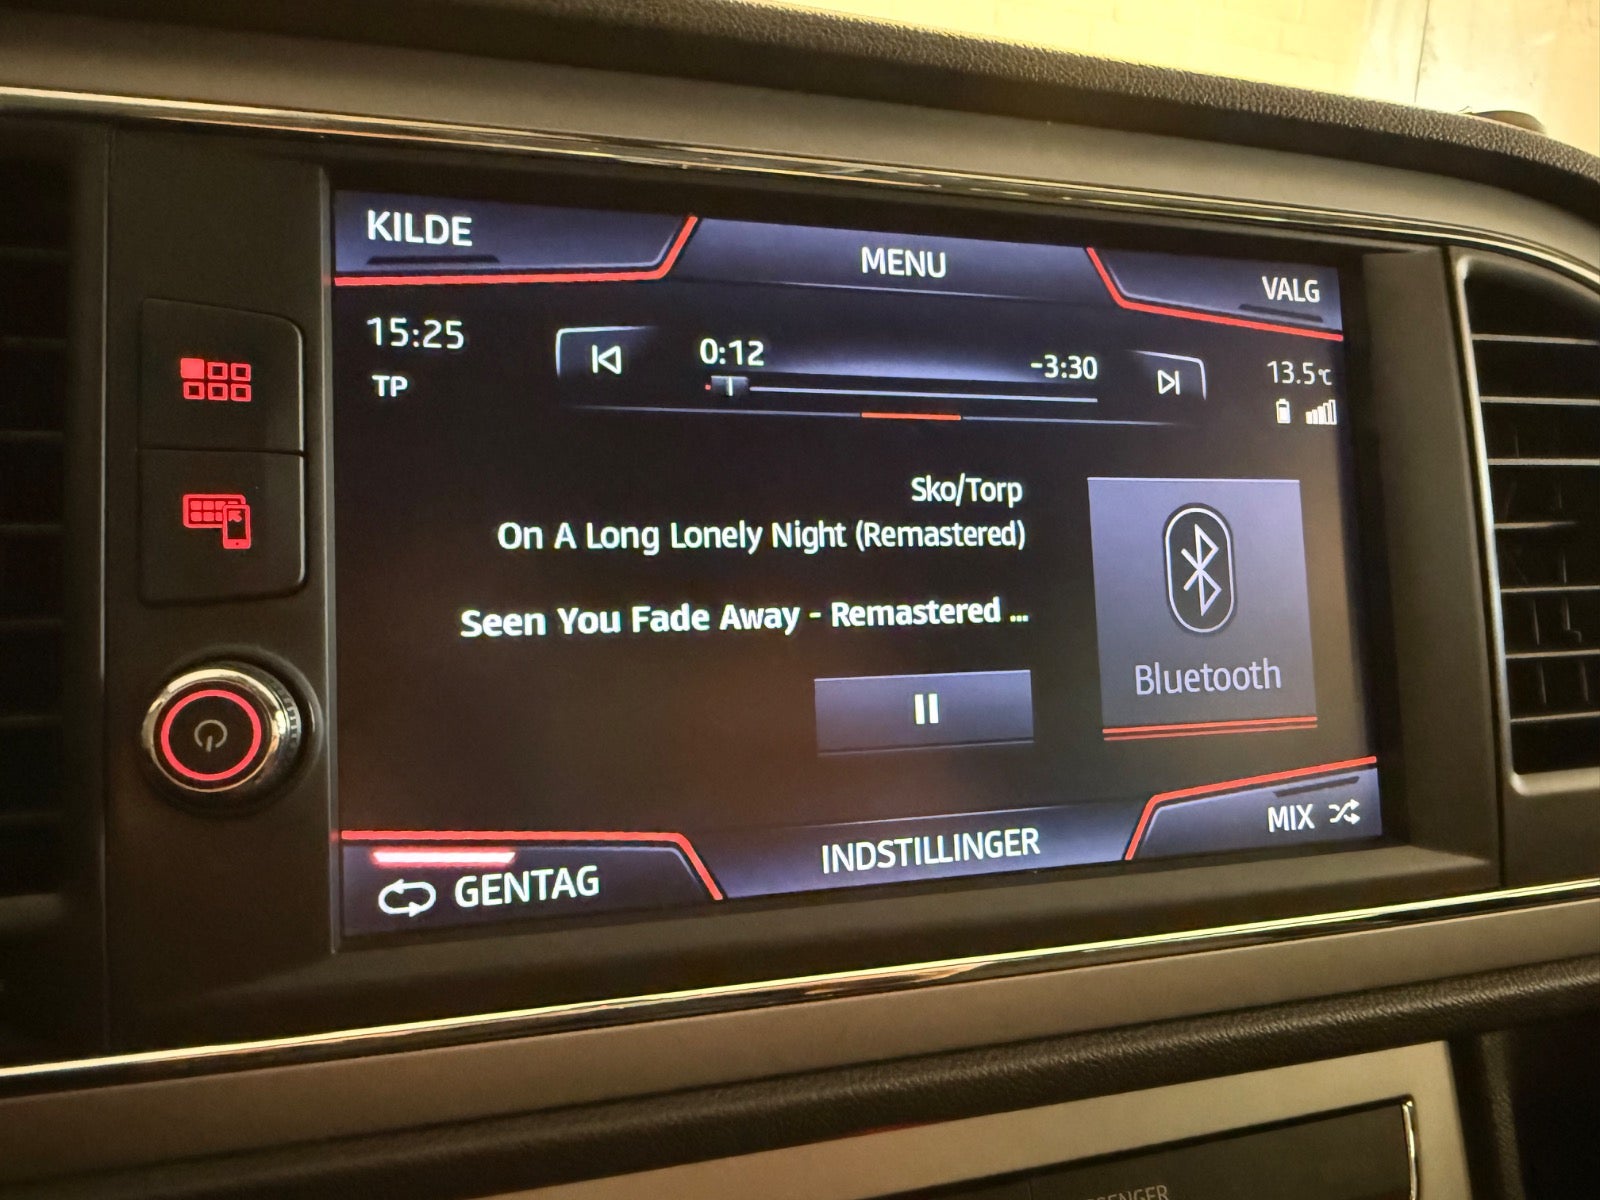 KILDE
MENU
VALG
15:25
0:12
-3:30
13.5°C
TP
Sko/Torp
On A Long Lonely Night (Remastered)
Seen You Fade Away - Remastered ...
Bluetooth
GENTAG
INDSTILLINGER
MIX